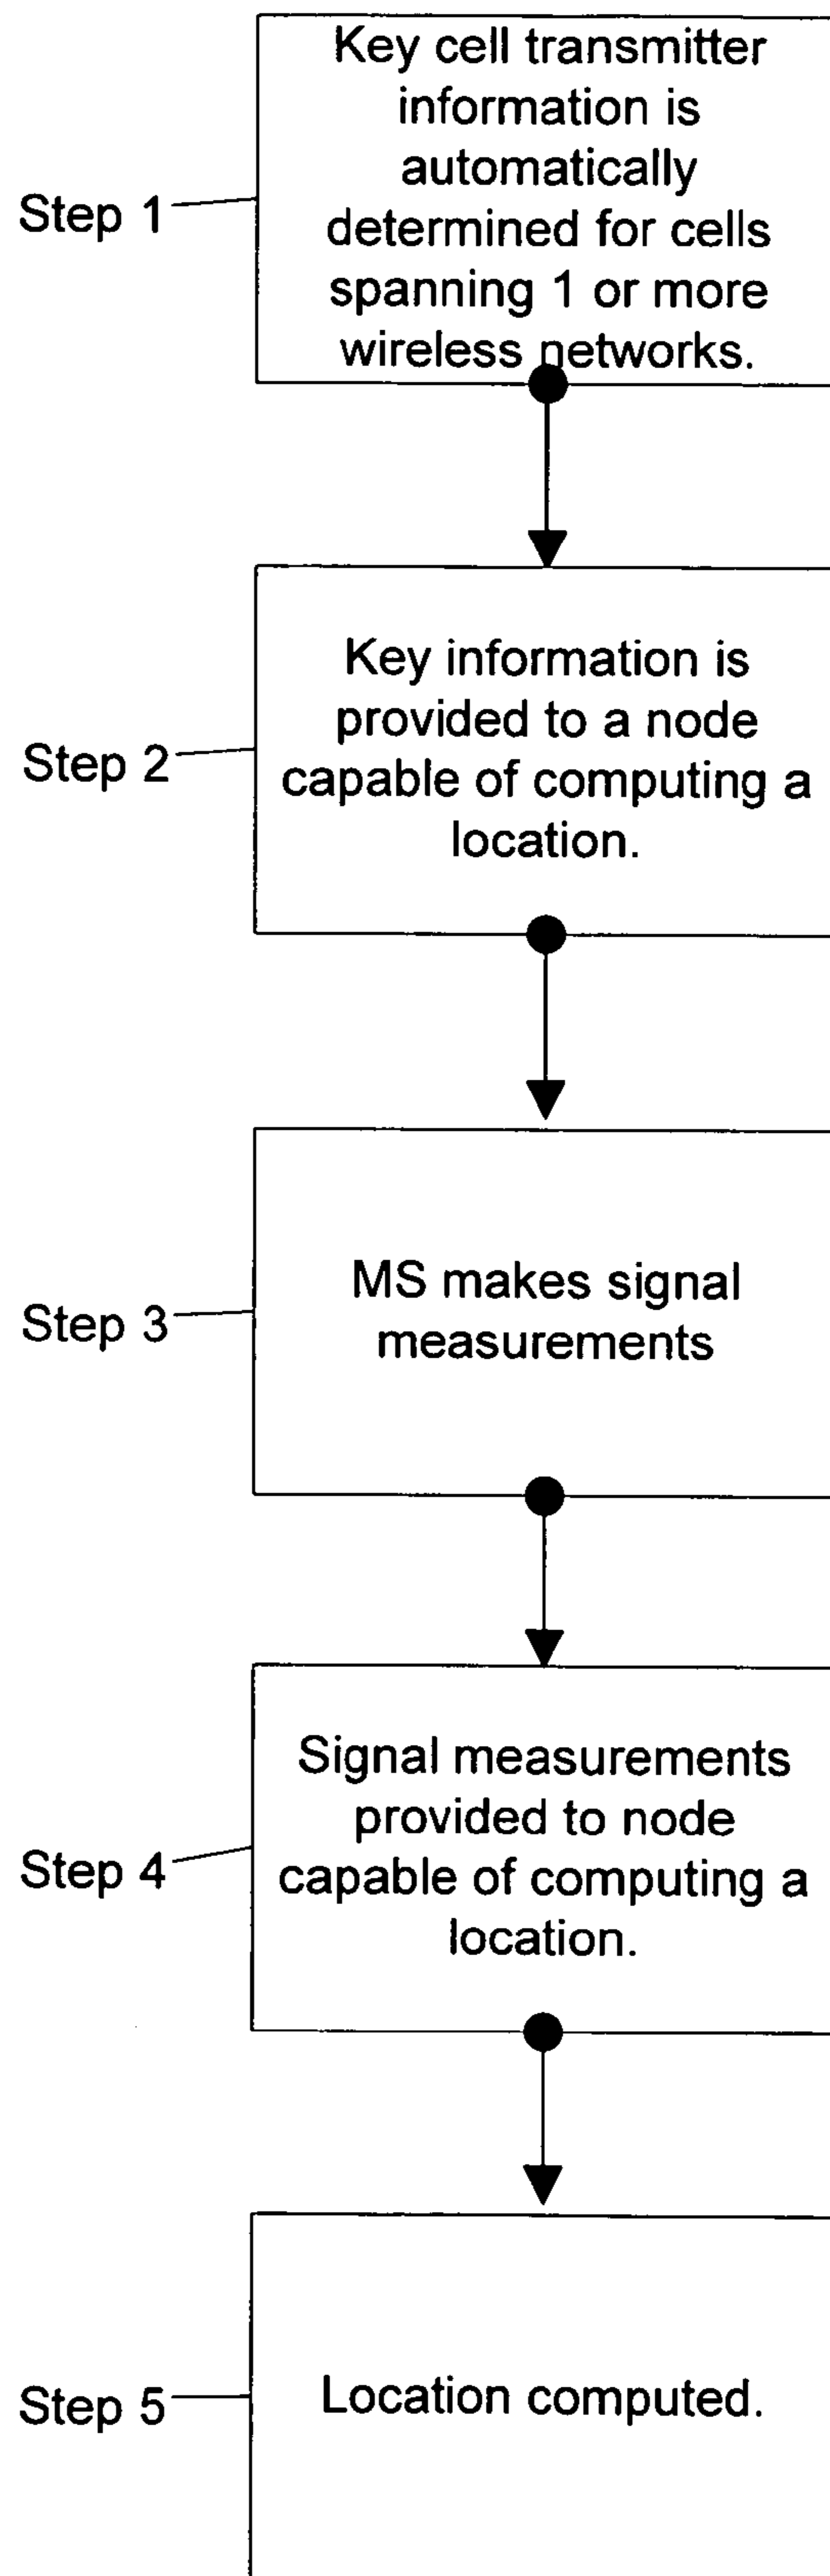 Key cell transmitter
information is
automatically
Step 1
determined for cells
spanning 1 or more
wireless networks.
Key information is
provided to a node
Step 2
capable of computing a
location.
MS makes signal
Step 3
measurements
Signal measurements
provided to node
Step 4
capable of computing a
location.
Step 5
Location computed.